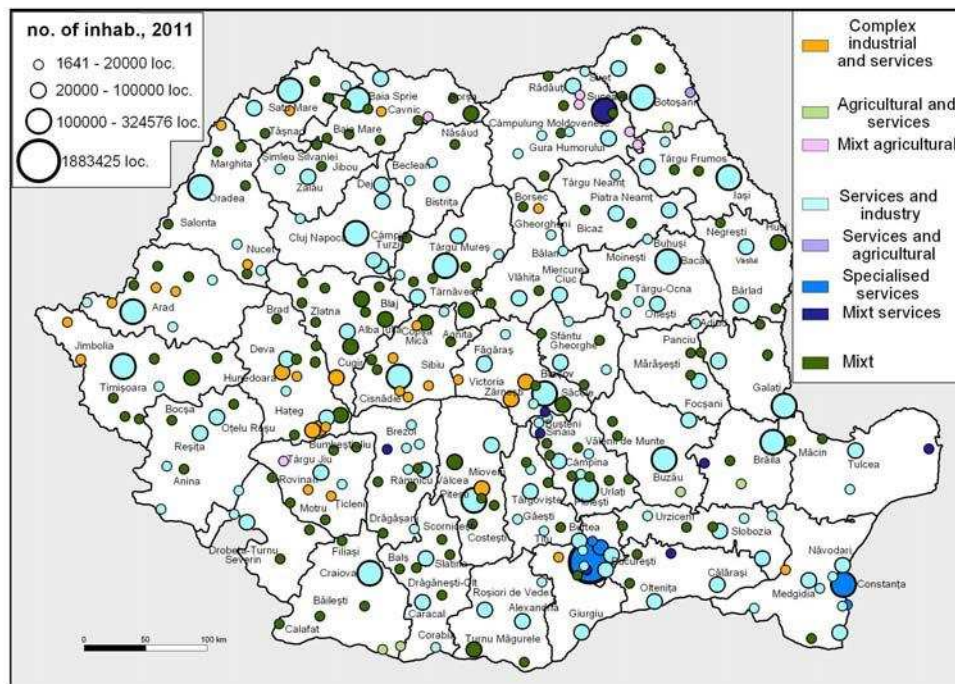 no. of inhab., 2011
1641 - 20000 loc.
20000 - 100000 loc.
100000 - 324576 loc.
1883425 loc.
Complex
industrial
and services
Agricultural and
services
Mixt agricultural
Services and
industry
Services and
agricultural
Specialised
services
Mixt services
Mixt
Rădăuți
Siret
Botoșani
Baia Sprie
Borșa
Satu Mare
Cavnic
Câmpulung Moldovenesc
Tășnad
Baia Mare
Năsăud
Gura Humorului
Marghita
Șimleu Silvaniei
Jibou
Beclean
Târgu Frumos
Zalău
Dej
Iași
Oradea
Bistrița
Târgu Neamț
Piatra Neamț
Borsec
Salonta
Gheorgheni
Bicaz
Negrești
Huși
Cluj Napoca
Câmpia
Turzii
Târgu Mureș
Nucet
Buhuși
Bălan
Moinești
Bacău
Vaslui
Miercurea
Ciuc
Vlăhița
Târgu-Ocna
Bârlad
Onești
Arad
Brad
Zlatna
Blaj
Alba Iulia
Copșa
Mică
Agnita
Adjud
Panciu
Sfântu
Gheorghe
Jimbolia
Deva
Cugir
Sibiu
Făgăraș
Mărășești
Timișoara
Hunedoara
Cisnădie
Victoria
Zărnești
Brașov
Săcele
Galați
Focșani
Bocșa
Oțelu Roșu
Hațeg
Bușteni
Sinaia
Reșița
Brezoi
Vălenii de Munte
Târgu Jiu
Brăila
Măcin
Tulcea
Anina
Rovinari
Câmpina
Mioveni
Râmnicu Vâlcea
Pitești
Buzău
Motru
Țicleni
Târgoviște
Urlați
Ploiești
Costești
Drăgășani
Scornicești
Găești
Titu
Buftea
Urziceni
Slobozia
Drobeta-Turnu
Severin
Filiași
Balș
Slatina
București
Năvodari
Craiova
Drăgănești-Olt
Călărași
Constanța
Roșiori de Vede
Oltenița
Medgidia
Băilești
Caracal
Alexandria
Giurgiu
Calafat
Corabia
Turnu Măgurele
0 50 100 km